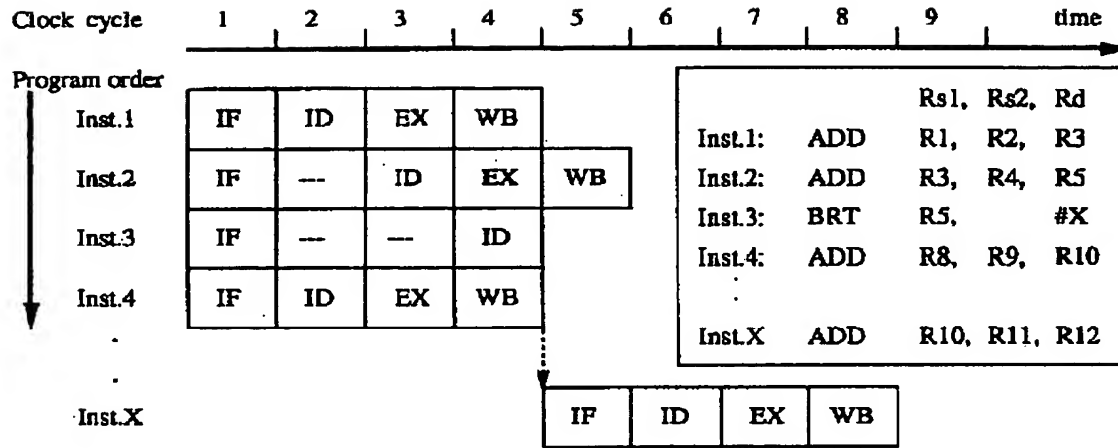 Clock cycle 1 2 3 4 5 6 7 8 9 time
Program order
Inst.1 IF ID EX WB
Inst.2 IF --- ID EX WB
Inst.3 IF --- --- ID
Inst.4 IF ID EX WB
Inst.X IF ID EX WB
Rs1, Rs2, Rd
Inst.1: ADD R1, R2, R3
Inst.2: ADD R3, R4, R5
Inst.3: BRT R5, #X
Inst.4: ADD R8, R9, R10
Inst.X ADD R10, R11, R12